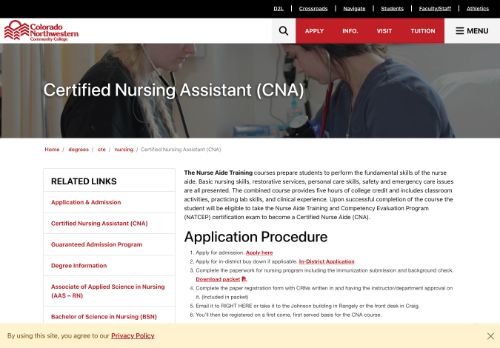 D2L | Crossroads | Navigate | Students | Faculty/Staff | Athletics
Colorado
Northwestern
Community College
APPLY INFO. VISIT TUITION MENU
Certified Nursing Assistant (CNA)
Home / degrees / cte / nursing / Certified Nursing Assistant (CNA)
RELATED LINKS
Application & Admission
Certified Nursing Assistant (CNA)
Guaranteed Admission Program
Degree Information
Associate of Applied Science in Nursing
(AAS – RN)
Bachelor of Science in Nursing (BSN)
The Nurse Aide Training courses prepare students to perform the fundamental skills of the nurse
aide. Basic nursing skills, restorative services, personal care skills, safety and emergency care issues
are all presented. The combined course provides five hours of college credit and includes classroom
activities, practicing lab skills, and clinical experience. Upon successful completion of the course the
student will be eligible to take the Nurse Aide Training and Competency Evaluation Program
(NATCEP) certification exam to become a Certified Nurse Aide (CNA).
Application Procedure
1. Apply for admission. Apply here
2. Apply for in-district tax down if applicable. In-District Application
3. Complete the paperwork for nursing program including the immunization submission and background check.
Download packet
4. Complete the paper registration form with CRNs written in and having the instructor/department approval on
it. (included in packet)
5. Email it to RIGHT HERE or take it to the Johnson building in Rangely or the front desk in Craig.
6. You'll then be registered on a first come, first served basis for the CNA course.
By using this site, you agree to our Privacy Policy